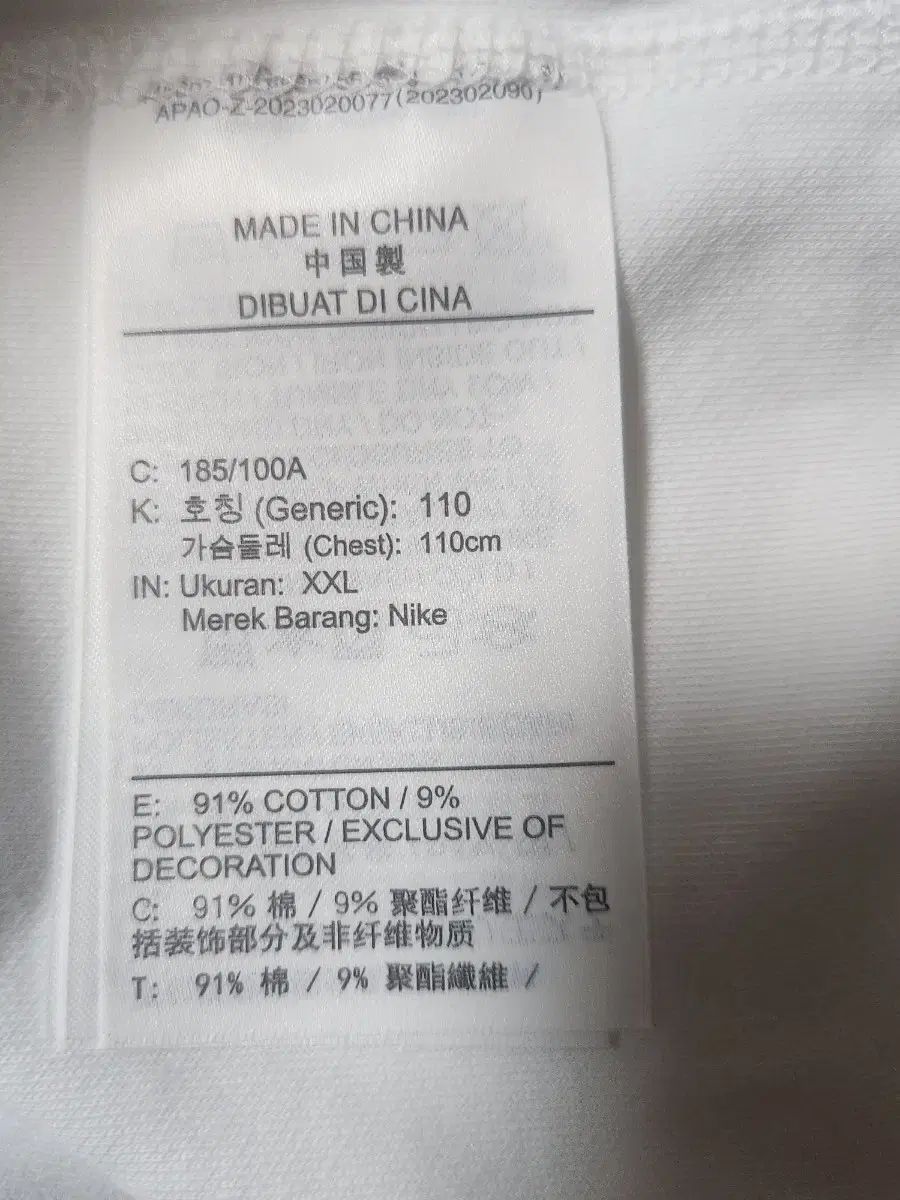 APAO-Z-2023020077(202302090)
MADE IN CHINA
中国製
DIBUAT DI CINA
C: 185/100A
K: 호칭 (Generic): 110
가슴둘레 (Chest): 110cm
IN: Ukuran: XXL
Merek Barang: Nike
E: 91% COTTON / 9%
POLYESTER / EXCLUSIVE OF
DECORATION
C: 91% 棉 / 9% 聚酯纤维 / 不包
括装饰部分及非纤维物质
T: 91% 棉 / 9% 聚酯纖維 /